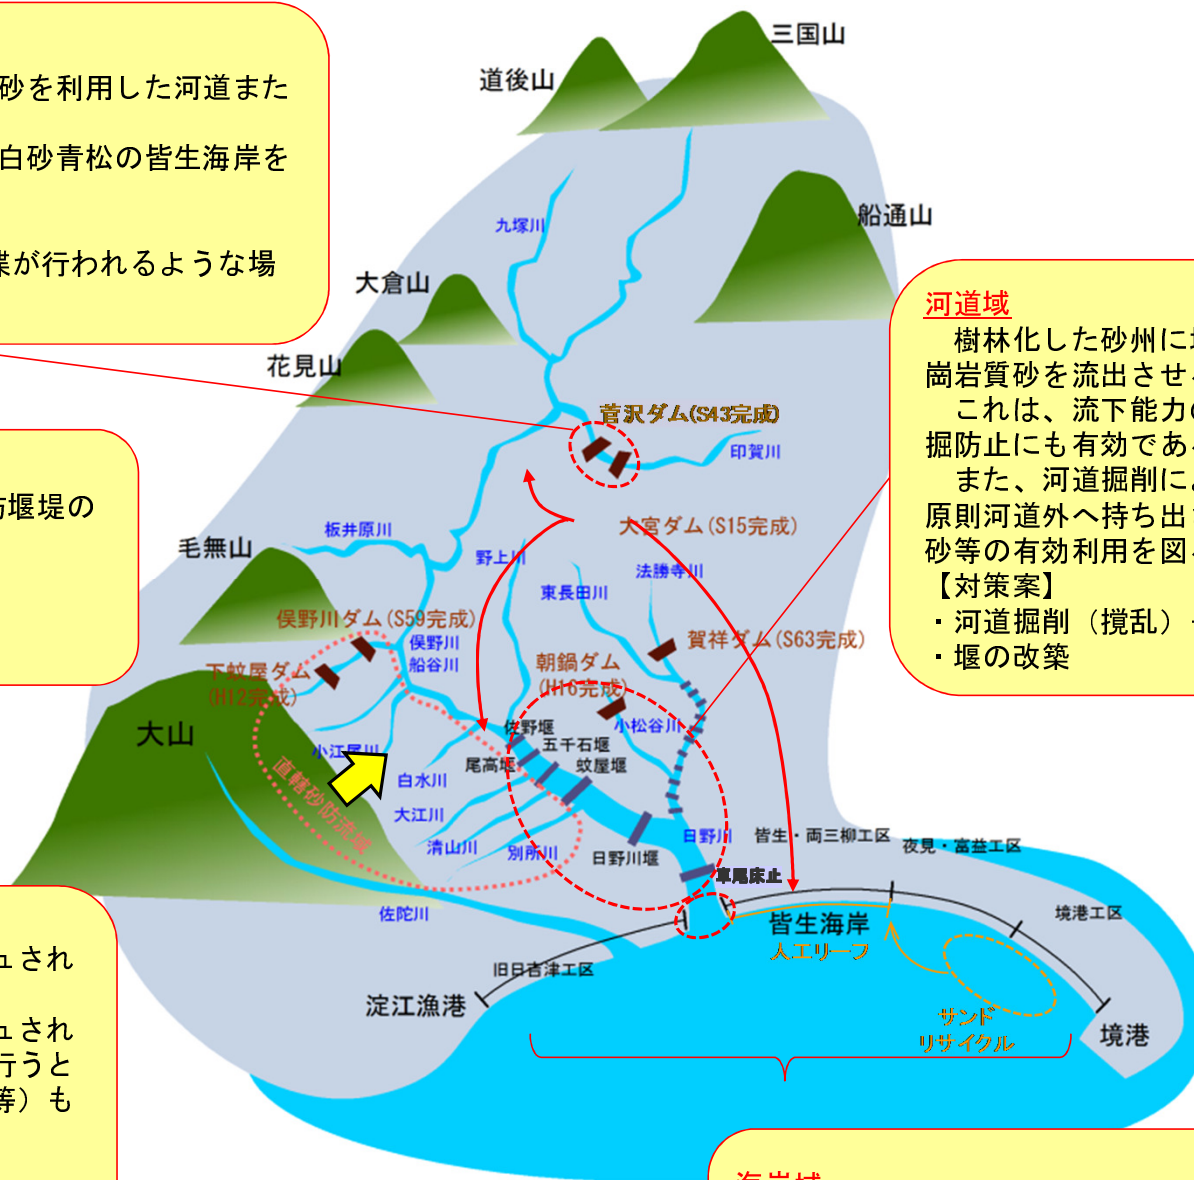 砂を利用した河道また
白砂青松の皆生海岸を
業が行われるような場
防堰堤の
ュされ
ュされ
行うと
等）も
三国山
道後山
船通山
九塚川
大倉山
花見山
菅沢ダム(S43完成)
印賀川
大宮ダム(S15完成)
板井原川
毛無山
野上川
法勝寺川
東長田川
俣野川ダム(S59完成)
俣野川
船谷川
賀祥ダム(S63完成)
下蚊屋ダム
(H12完成)
朝鍋ダム
(H16完成)
大山
小松谷川
佐野堰
五千石堰
尾高堰
蚊屋堰
小江尾川
直轄砂防流域
白水川
大江川
清山川
別所川
日野川堰
日野川
皆生・両三柳工区
夜見・富益工区
車尾床止
佐陀川
皆生海岸
人工リーフ
境港工区
旧日吉津工区
淀江漁港
サンド
リサイクル
境港
河道域
樹林化した砂州に
崗岩質砂を流出させ
これは、流下能力の
掘防止にも有効であ
また、河道掘削によ
原則河道外へ持ち出
砂等の有効利用を図
【対策案】
・河道掘削（撹乱）
・堰の改築
海岸域